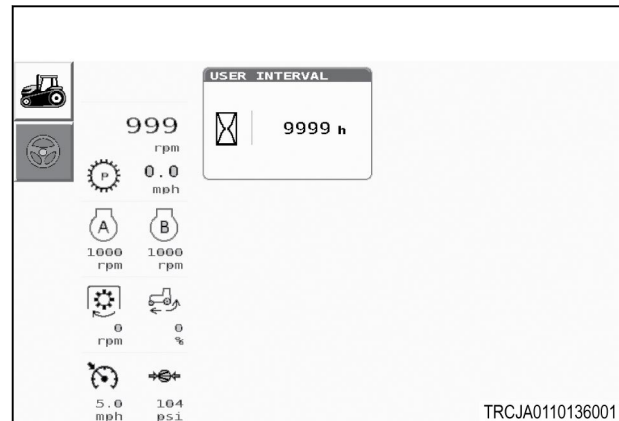 USER INTERVAL
9999 h
999
rpm
P
0.0
mph
A B
1000 1000
rpm rpm
0 0
rpm %
5.0 104
mph psi
TRCJA0110136001